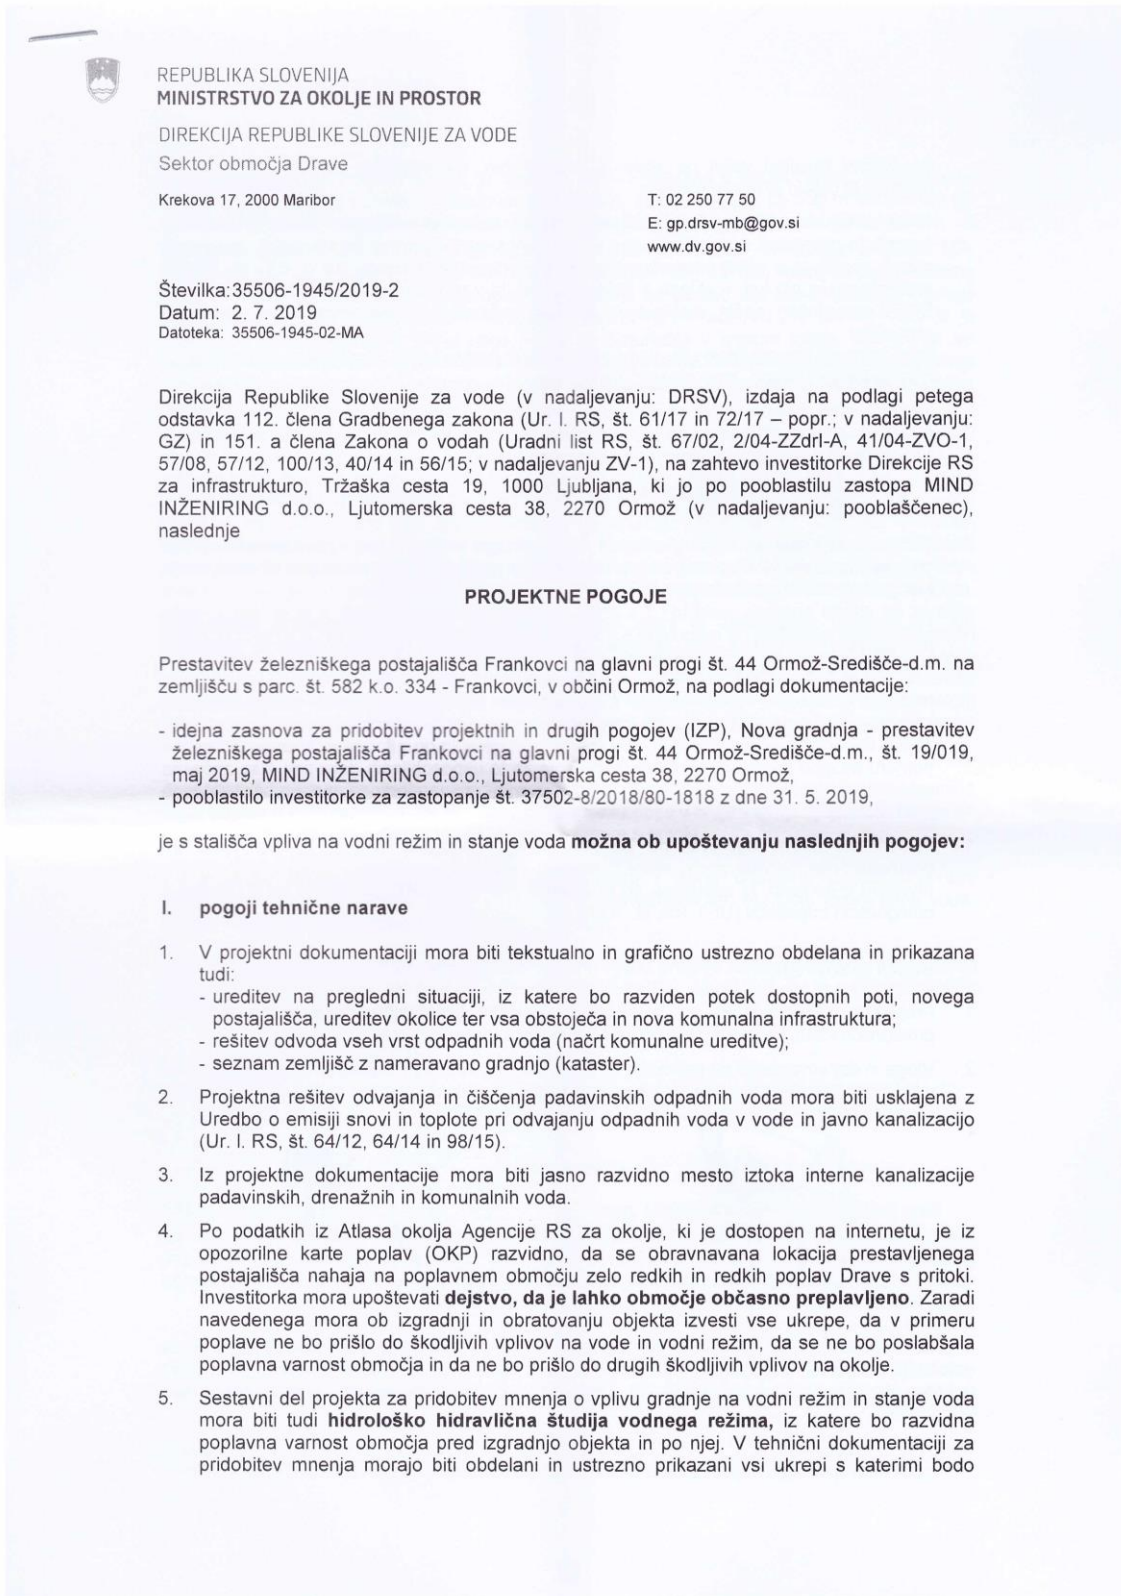 REPUBLIKA SLOVENIJA
MINISTRSTVO ZA OKOLJE IN PROSTOR
DIREKCIJA REPUBLIKE SLOVENIJE ZA VODE
Sektor območja Drave
Krekova 17, 2000 Maribor
T: 02 250 77 50
E: gp.drsv-mb@gov.si
www.dv.gov.si
Številka:35506-1945/2019-2
Datum: 2. 7. 2019
Datoteka: 35506-1945-02-MA
Direkcija Republike Slovenije za vode (v nadaljevanju: DRSV), izdaja na podlagi petega
odstavka 112. člena Gradbenega zakona (Ur. l. RS, št. 61/17 in 72/17 – popr.; v nadaljevanju:
GZ) in 151. a člena Zakona o vodah (Uradni list RS, št. 67/02, 2/04-ZZdrI-A, 41/04-ZVO-1,
57/08, 57/12, 100/13, 40/14 in 56/15; v nadaljevanju ZV-1), na zahtevo investitorke Direkcije RS
za infrastrukturo, Tržaška cesta 19, 1000 Ljubljana, ki jo po pooblastilu zastopa MIND
INŽENIRING d.o.o., Ljutomerska cesta 38, 2270 Ormož (v nadaljevanju: pooblaščenec),
naslednje
PROJEKTNE POGOJE
Prestavitev železniškega postajališča Frankovci na glavni progi št. 44 Ormož-Središče-d.m. na
zemljišču s parc. št. 582 k.o. 334 - Frankovci, v občini Ormož, na podlagi dokumentacije:
- idejna zasnova za pridobitev projektnih in drugih pogojev (IZP), Nova gradnja - prestavitev
železniškega postajališča Frankovci na glavni progi št. 44 Ormož-Središče-d.m., št. 19/019,
maj 2019, MIND INŽENIRING d.o.o., Ljutomerska cesta 38, 2270 Ormož,
- pooblastilo investitorke za zastopanje št. 37502-8/2018/80-1818 z dne 31. 5. 2019,
je s stališča vpliva na vodni režim in stanje voda možna ob upoštevanju naslednjih pogojev:
I. pogoji tehnične narave
1. V projektni dokumentaciji mora biti tekstualno in grafično ustrezno obdelana in prikazana
tudi:
- ureditev na pregledni situaciji, iz katere bo razviden potek dostopnih poti, novega
postajališča, ureditev okolice ter vsa obstoječa in nova komunalna infrastruktura;
- rešitev odvoda vseh vrst odpadnih voda (načrt komunalne ureditve);
- seznam zemljišč z nameravano gradnjo (kataster).
2. Projektna rešitev odvajanja in čiščenja padavinskih odpadnih voda mora biti usklajena z
Uredbo o emisiji snovi in toplote pri odvajanju odpadnih voda v vode in javno kanalizacijo
(Ur. l. RS, št. 64/12, 64/14 in 98/15).
3. Iz projektne dokumentacije mora biti jasno razvidno mesto iztoka interne kanalizacije
padavinskih, drenažnih in komunalnih voda.
4. Po podatkih iz Atlasa okolja Agencije RS za okolje, ki je dostopen na internetu, je iz
opozorilne karte poplav (OKP) razvidno, da se obravnavana lokacija prestavljenega
postajališča nahaja na poplavnem območju zelo redkih in redkih poplav Drave s pritoki.
Investitorka mora upoštevati dejstvo, da je lahko območje občasno preplavljeno. Zaradi
navedenega mora ob izgradnji in obratovanju objekta izvesti vse ukrepe, da v primeru
poplave ne bo prišlo do škodljivih vplivov na vode in vodni režim, da se ne bo poslabšala
poplavna varnost območja in da ne bo prišlo do drugih škodljivih vplivov na okolje.
5. Sestavni del projekta za pridobitev mnenja o vplivu gradnje na vodni režim in stanje voda
mora biti tudi hidrološko hidravlična študija vodnega režima, iz katere bo razvidna
poplavna varnost območja pred izgradnjo objekta in po njej. V tehnični dokumentaciji za
pridobitev mnenja morajo biti obdelani in ustrezno prikazani vsi ukrepi s katerimi bodo